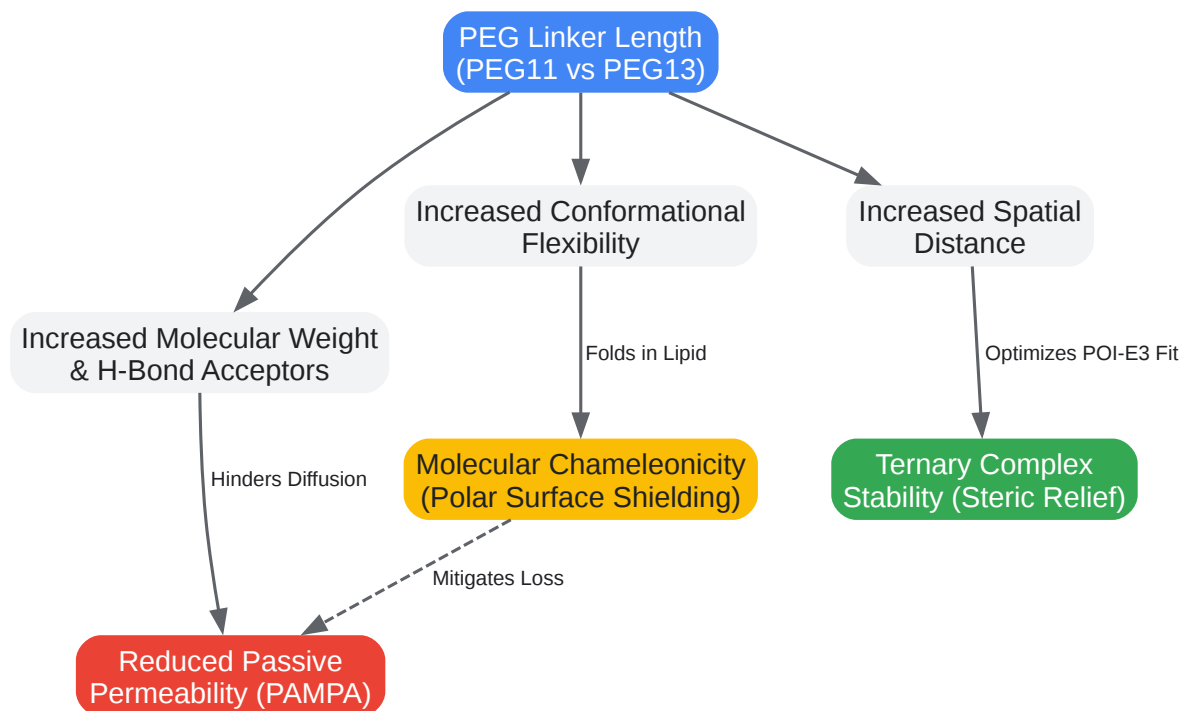 PEG Linker Length
(PEG11 vs PEG13)
Increased Conformational
Flexibility
Increased Spatial
Distance
Increased Molecular Weight
& H-Bond Acceptors
Folds in Lipid
Optimizes POI-E3 Fit
Hinders Diffusion
Molecular Chameleonicity
(Polar Surface Shielding)
Ternary Complex
Stability (Steric Relief)
Mitigates Loss
Reduced Passive
Permeability (PAMPA)